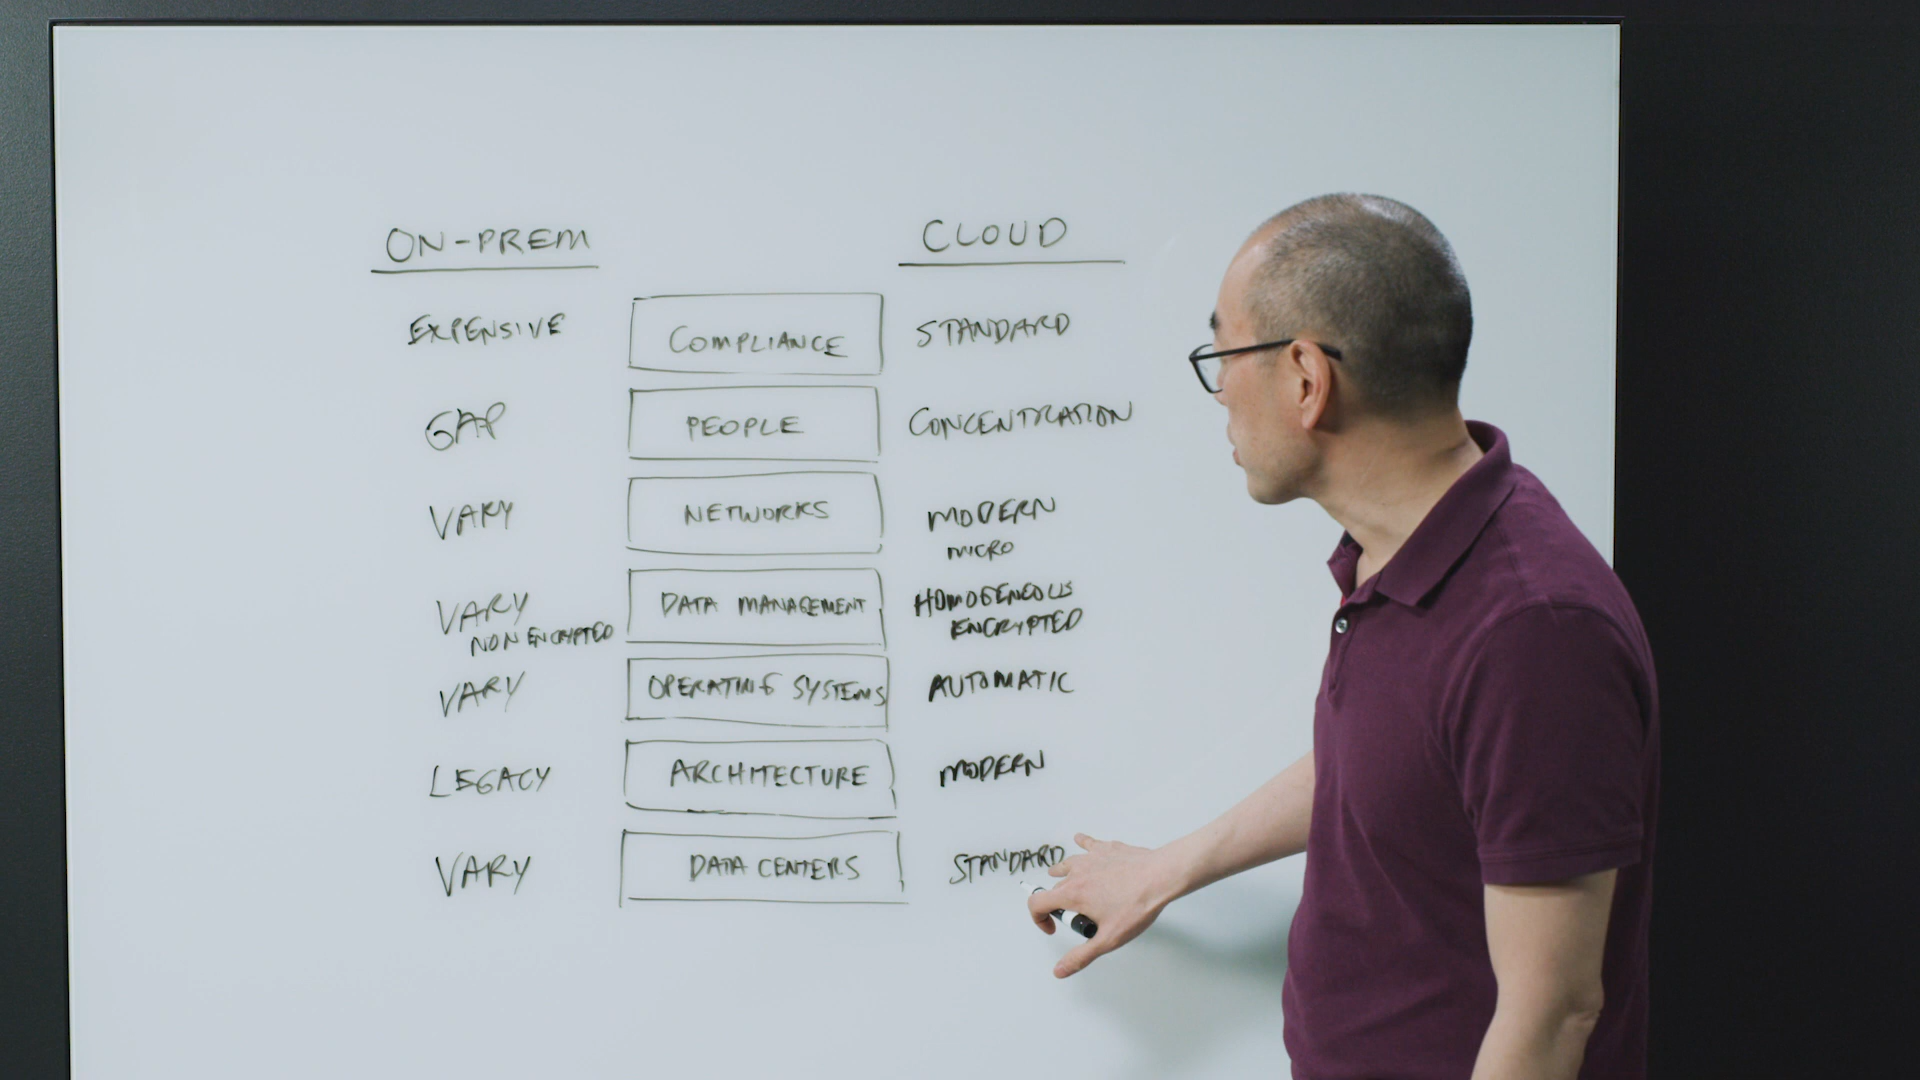 ON-PREM CLOUD
EXPENSIVE COMPLIANCE STANDARD
GAP PEOPLE CONCENTRATION
VARY NETWORKS MODERN
MICRO
VARY DATA MANAGEMENT HOMOGENEOUS
NON ENCRYPTED ENCRYPTED
VARY OPERATING SYSTEMS AUTOMATIC
LEGACY ARCHITECTURE MODERN
VARY DATA CENTERS STANDARD